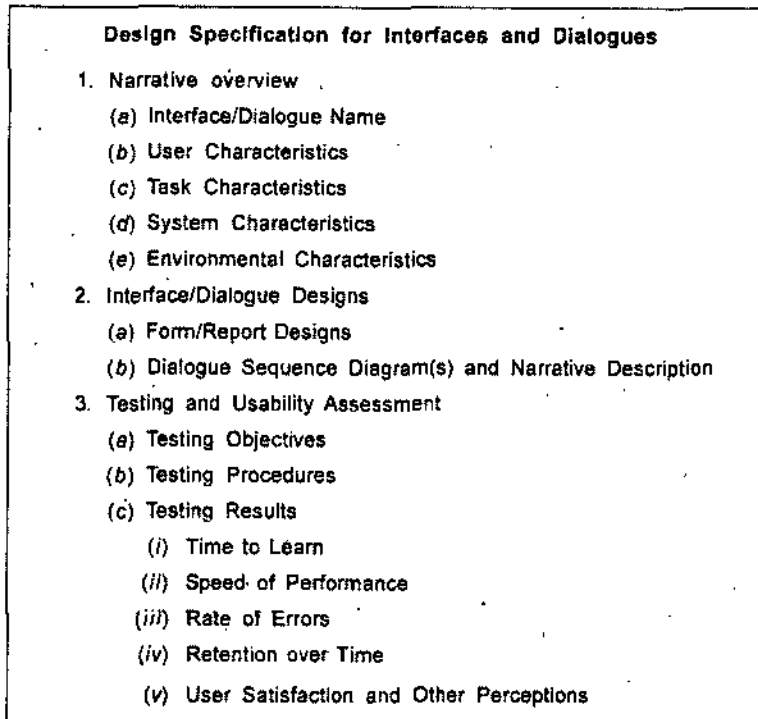 Design Specification for Interfaces and Dialogues
1. Narrative overview
(a) Interface/Dialogue Name
(b) User Characteristics
(c) Task Characteristics
(d) System Characteristics
(e) Environmental Characteristics
2. Interface/Dialogue Designs
(a) Form/Report Designs
(b) Dialogue Sequence Diagram(s) and Narrative Description
3. Testing and Usability Assessment
(a) Testing Objectives
(b) Testing Procedures
(c) Testing Results
(i) Time to Learn
(ii) Speed of Performance
(iii) Rate of Errors
(iv) Retention over Time
(v) User Satisfaction and Other Perceptions